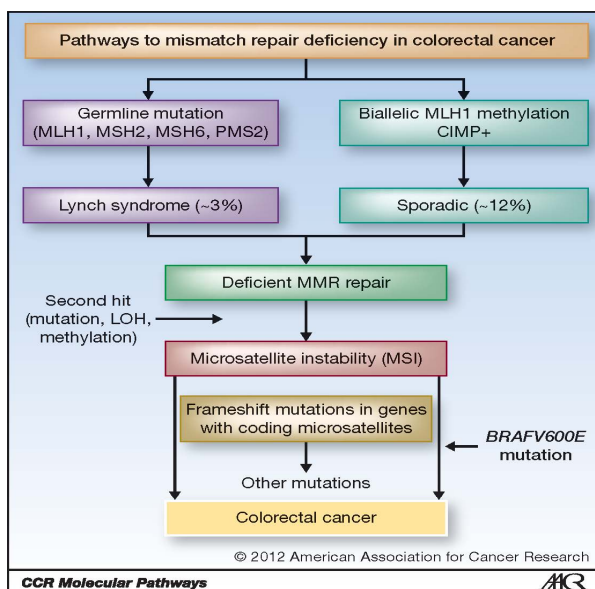 Pathways to mismatch repair deficiency in colorectal cancer
Germline mutation
(MLH1, MSH2, MSH6, PMS2)
Biallelic MLH1 methylation
CIMP+
Lynch syndrome (~3%)
Sporadic (~12%)
Deficient MMR repair
Second hit
(mutation, LOH,
methylation)
Microsatellite instability (MSI)
Frameshift mutations in genes
with coding microsatellites
BRAFV600E
mutation
Other mutations
Colorectal cancer
© 2012 American Association for Cancer Research
CCR Molecular Pathways
AACR